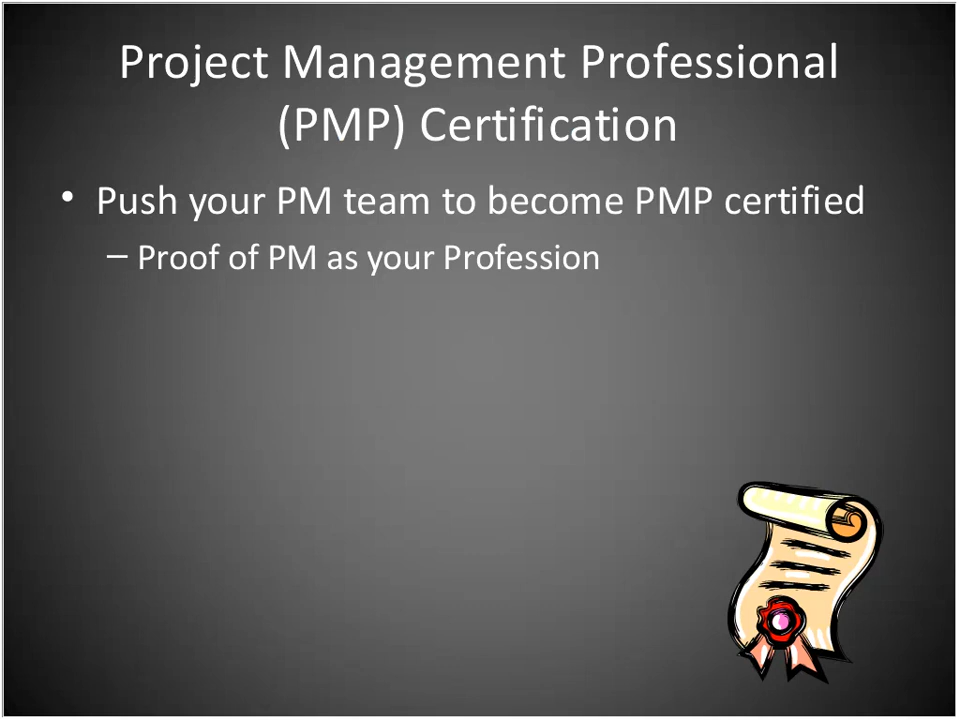 Project Management Professional
(PMP) Certification
• Push your PM team to become PMP certified
– Proof of PM as your Profession